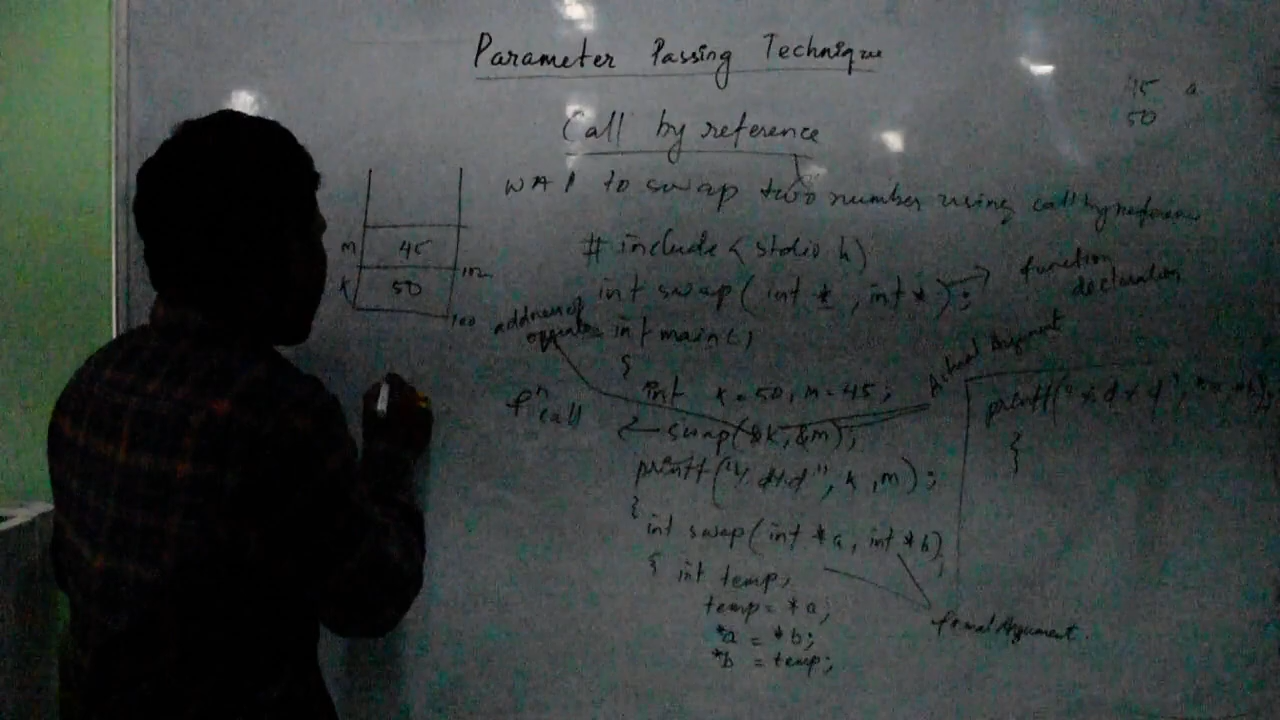 Parameter Passing Technique
Call by reference
45 a
50
WAP to swap two number using call by reference
# include < stdio h)
int swap ( int * , int * ) ;
function
declaration
int main ( )
{
int x = 50 , m = 45 ;
swap ( &x , &m ) ;
printf ( "% d%d" , x , m ) ;
}
int swap ( int * a , int * b )
{ int temp ;
temp = * a ;
*a = * b ;
*b = temp ;
address of
fn call
Actual Argument
formal Argument
printf ( "% d % d" ,
}
m 45 102
x 50 100